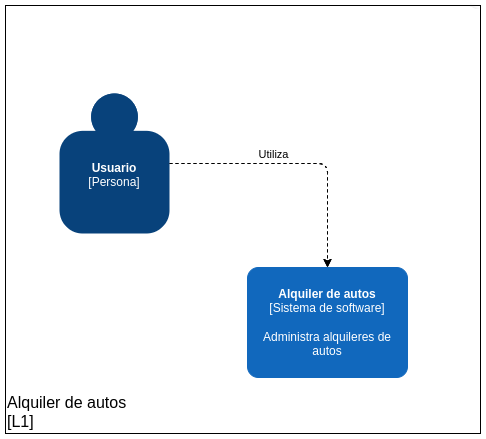 Usuario
[Persona]
Utiliza
Alquiler de autos
[Sistema de software]
Administra alquileres de
autos
Alquiler de autos
[L1]